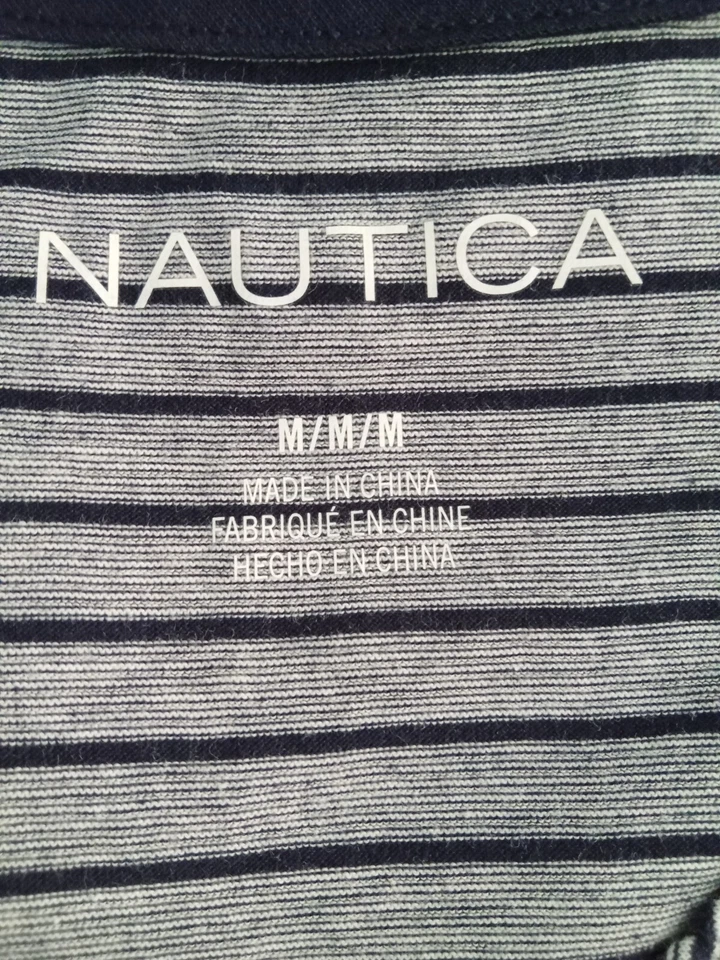 NAUTICA
M/M/M
MADE IN CHINA
FABRIQUÉ EN CHINE
HECHO EN CHINA